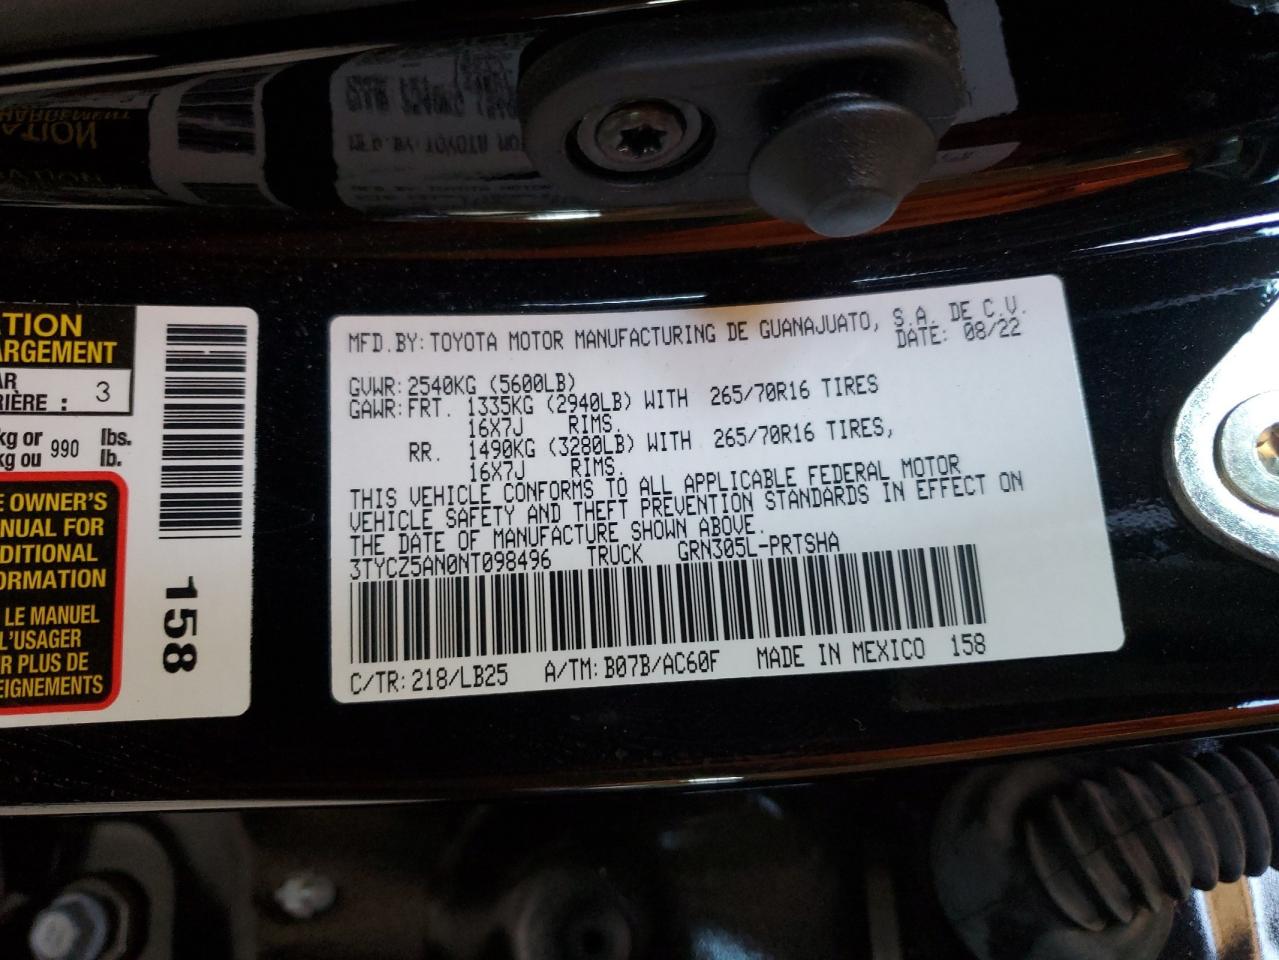 TION
ARGEMENT
AR
RIÈRE : 3
kg or 990 lbs.
kg ou lb.
E OWNER'S
ANUAL FOR
DITIONAL
FORMATION
LE MANUEL
L'USAGER
R PLUS DE
EIGNEMENTS
158
MFD.BY: TOYOTA MOTOR MANUFACTURING DE GUANAJUATO, S.A. DE C.V.
DATE: 08/22
GVWR: 2540KG (5600LB)
GAWR: FRT. 1335KG (2940LB) WITH 265/70R16 TIRES
16X7J RIMS.
RR. 1490KG (3280LB) WITH 265/70R16 TIRES,
16X7J RIMS.
THIS VEHICLE CONFORMS TO ALL APPLICABLE FEDERAL MOTOR
VEHICLE SAFETY AND THEFT PREVENTION STANDARDS IN EFFECT ON
THE DATE OF MANUFACTURE SHOWN ABOVE.
3TYCZ5AN0NT098496 TRUCK GRN305L-PRTSHA
C/TR: 218/LB25 A/TM: B07B/AC60F MADE IN MEXICO 158